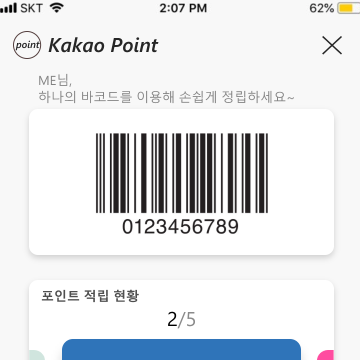 SKT 2:07 PM 62%
point Kakao Point
ME님,
하나의 바코드를 이용해 손쉽게 정립하세요~
0123456789
포인트 적립 현황
2/5